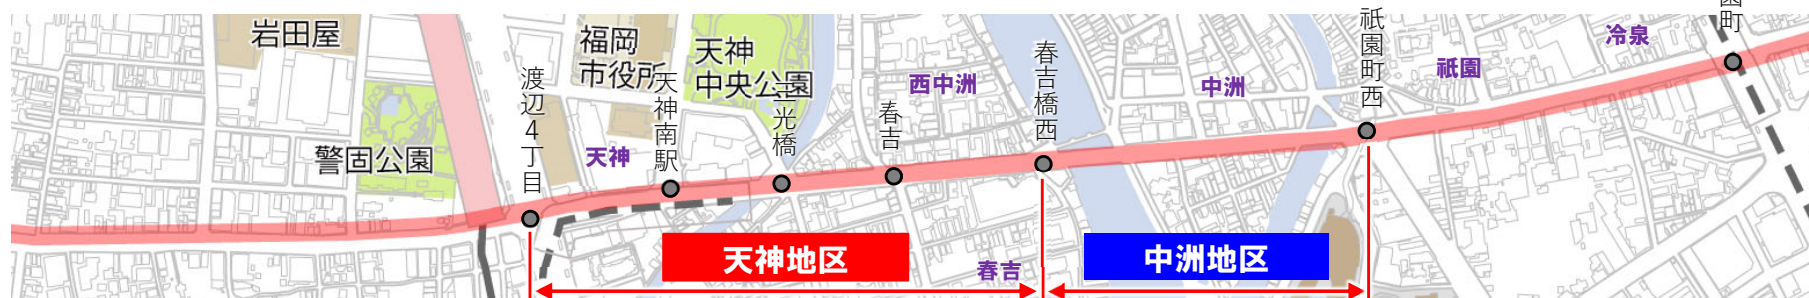 岩田屋
福岡
市役所
天神
中央公園
警固公園
渡辺4丁目
天神
天神南駅
三光橋
春吉
西中洲
春吉橋西
中洲
祇園町西
祇園
冷泉
園町
天神地区
春吉
中洲地区